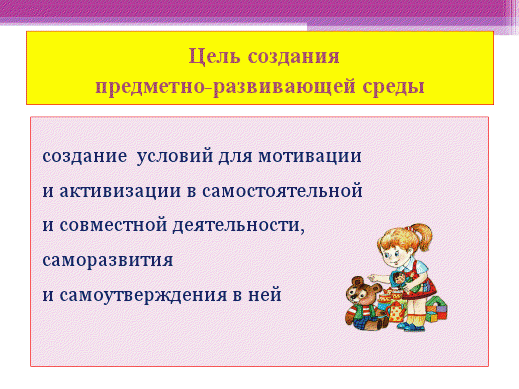 Цель создания
предметно-развивающей среды
создание  условий для мотивации
и активизации в самостоятельной
и совместной деятельности,
саморазвития
и самоутверждения в ней